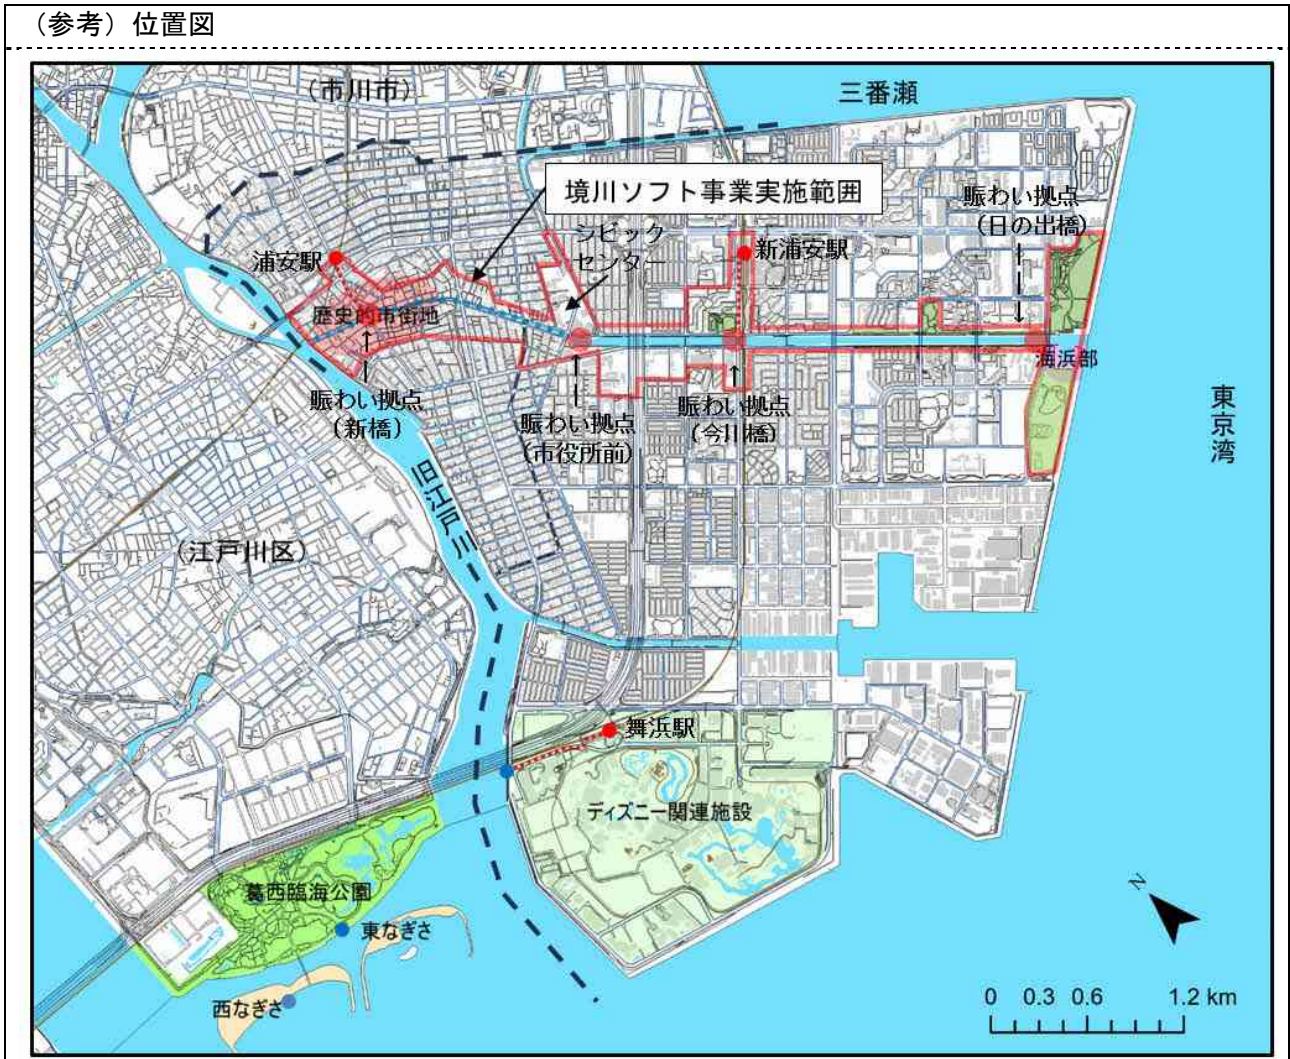 （参考）位置図
（市川市）
三番瀬
境川ソフト事業実施範囲
賑わい拠点
（日の出橋）
シビック
センター
新浦安駅
浦安駅
歴史的市街地
海浜部
賑わい拠点
（新橋）
賑わい拠点
（市役所前）
賑わい拠点
（今川橋）
東京湾
旧江戸川
（江戸川区）
舞浜駅
ディズニー関連施設
葛西臨海公園
東なぎさ
西なぎさ
N
0 0.3 0.6 1.2 km